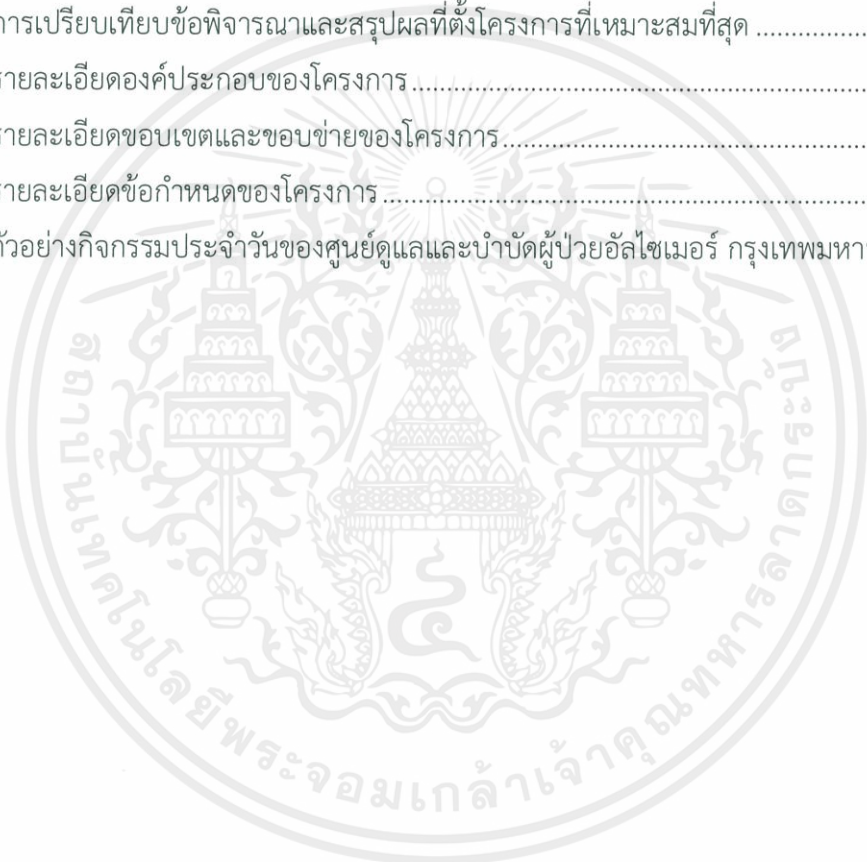 การเปรียบเทียบข้อพิจารณาและสรุปผลที่ตั้งโครงการที่เหมาะสมที่สุด ................
รายละเอียดองค์ประกอบของโครงการ................................................................
รายละเอียดขอบเขตและขอบข่ายของโครงการ.................................................
รายละเอียดข้อกำหนดของโครงการ.................................................................
ตัวอย่างกิจกรรมประจำวันของศูนย์ดูแลและบำบัดผู้ป่วยอัลไซเมอร์ กรุงเทพมหา
สถาบันเทคโนโลยีพระจอมเกล้าเจ้าคุณทหารลาดกระบัง